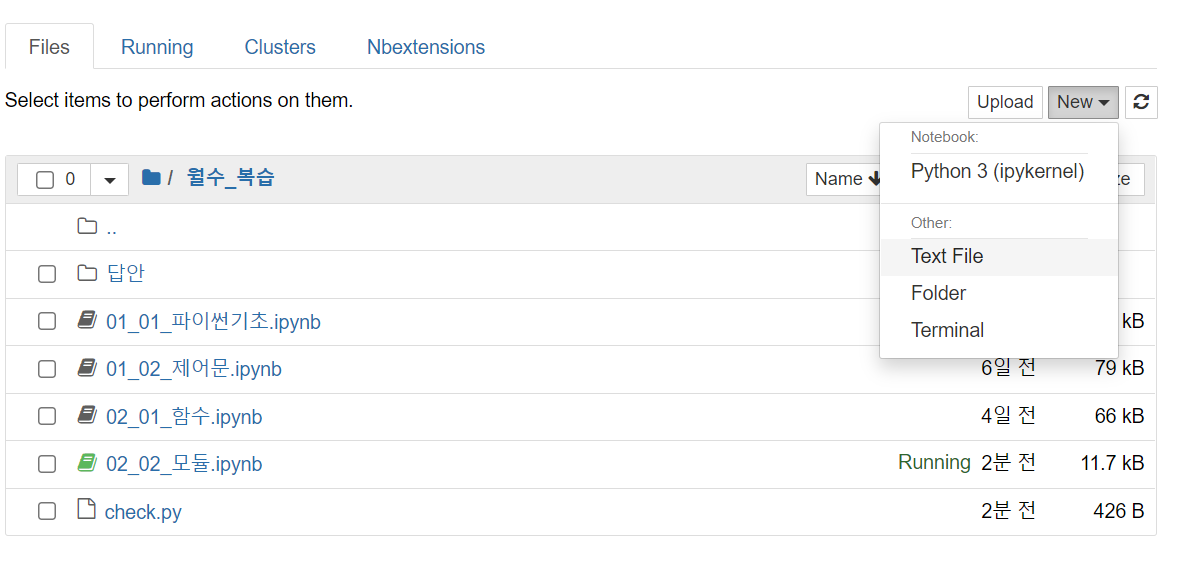 Files Running Clusters Nbextensions
Select items to perform actions on them.
Upload New
Notebook:
Python 3 (ipykernel)
Other:
Text File
Folder
Terminal
0 / 월수_복습 Name
..
답안
01_01_파이썬기초.ipynb kB
01_02_제어문.ipynb 6일 전 79 kB
02_01_함수.ipynb 4일 전 66 kB
02_02_모듈.ipynb Running 2분 전 11.7 kB
check.py 2분 전 426 B